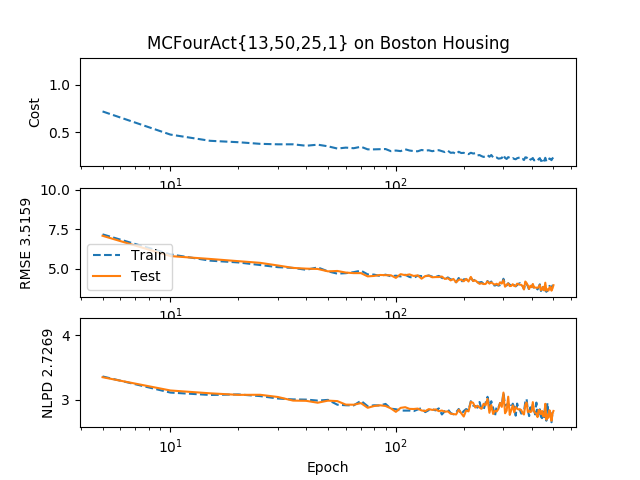 MCFourAct{13,50,25,1} on Boston Housing
Cost
1.0
0.5
10¹
10²
RMSE 3.5159
10.0
7.5
5.0
Train
Test
10¹
10²
NLPD 2.7269
4
3
10¹
10²
Epoch